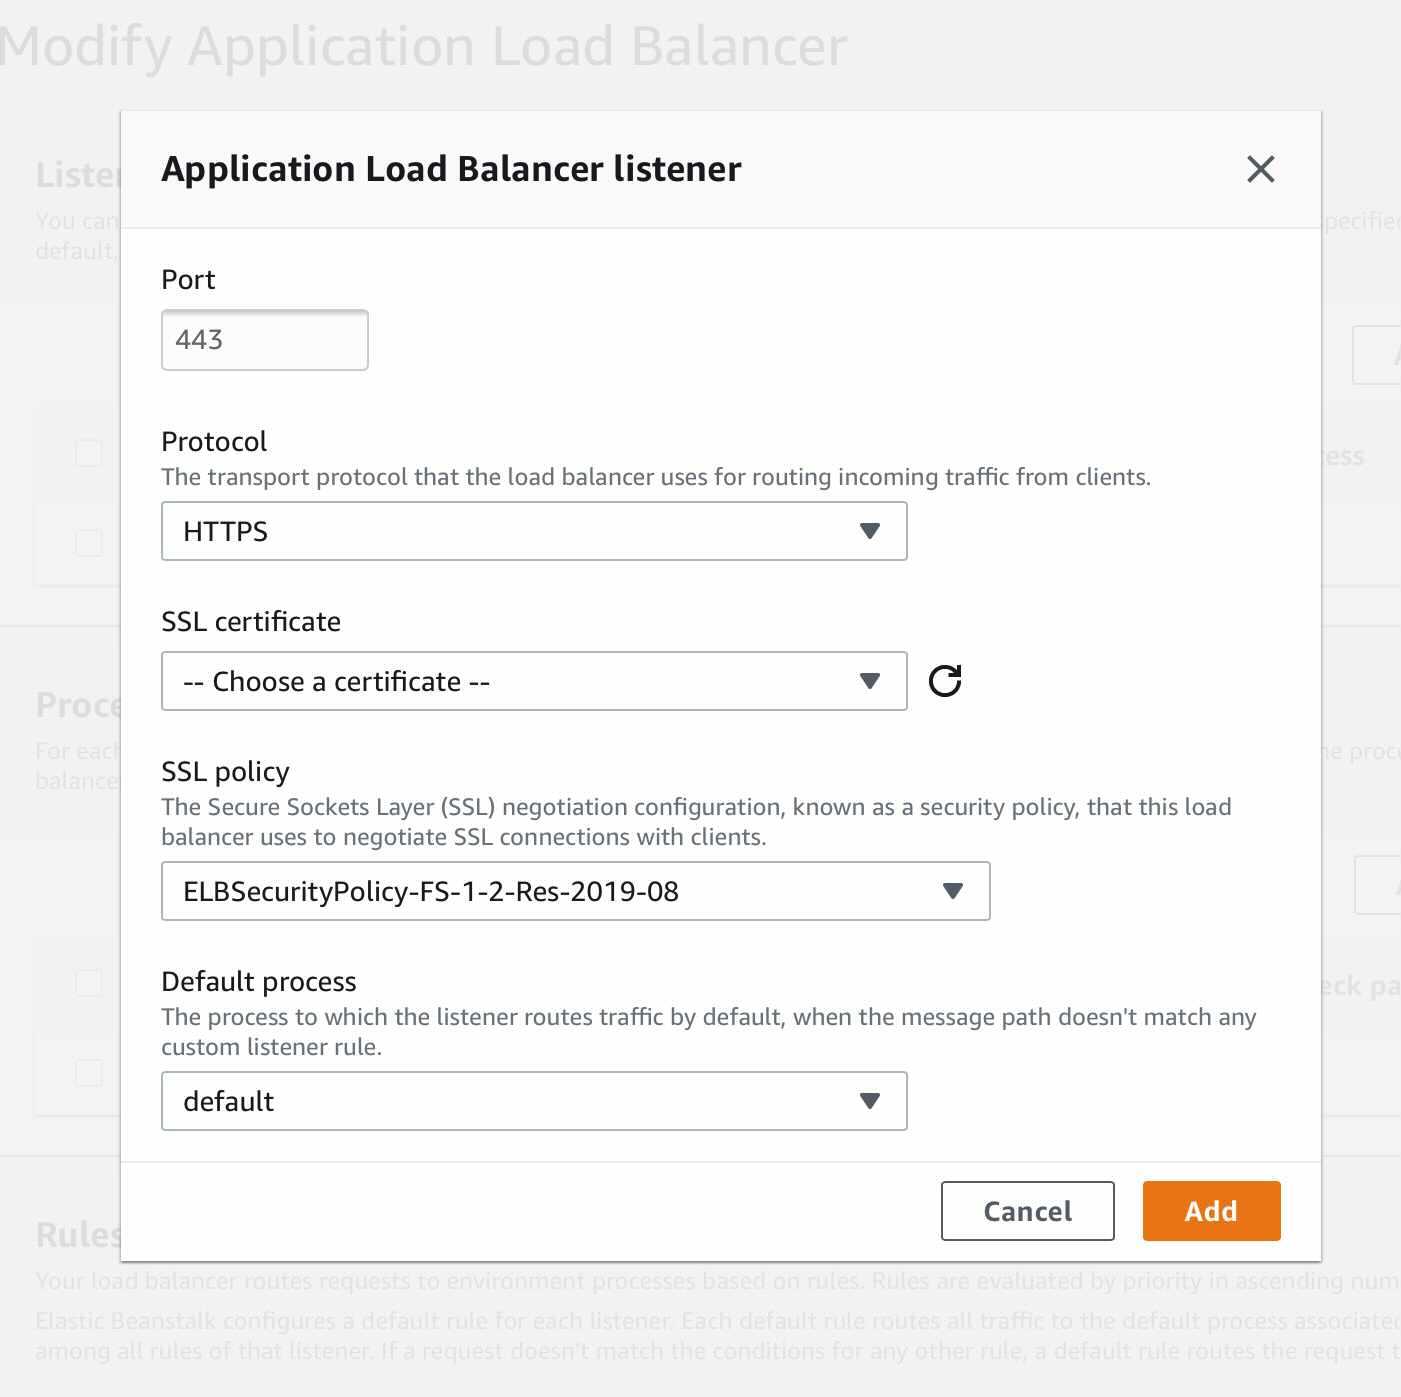 Modify Application Load Balancer
Application Load Balancer listener
Port
443
Protocol
The transport protocol that the load balancer uses for routing incoming traffic from clients.
HTTPS
SSL certificate
-- Choose a certificate --
SSL policy
The Secure Sockets Layer (SSL) negotiation configuration, known as a security policy, that this load
balancer uses to negotiate SSL connections with clients.
ELBSecurityPolicy-FS-1-2-Res-2019-08
Default process
The process to which the listener routes traffic by default, when the message path doesn't match any
custom listener rule.
default
Cancel
Add
You can
default,
For each
Rules
Your load balancer routes requests to environment processes based on rules. Rules are evaluated by priority in ascending
Elastic Beanstalk configures a default rule for each listener. Each default rule routes all traffic to the default process
among all rules of that listener. If a request doesn't match the conditions for any other rule, a default rule routes the request